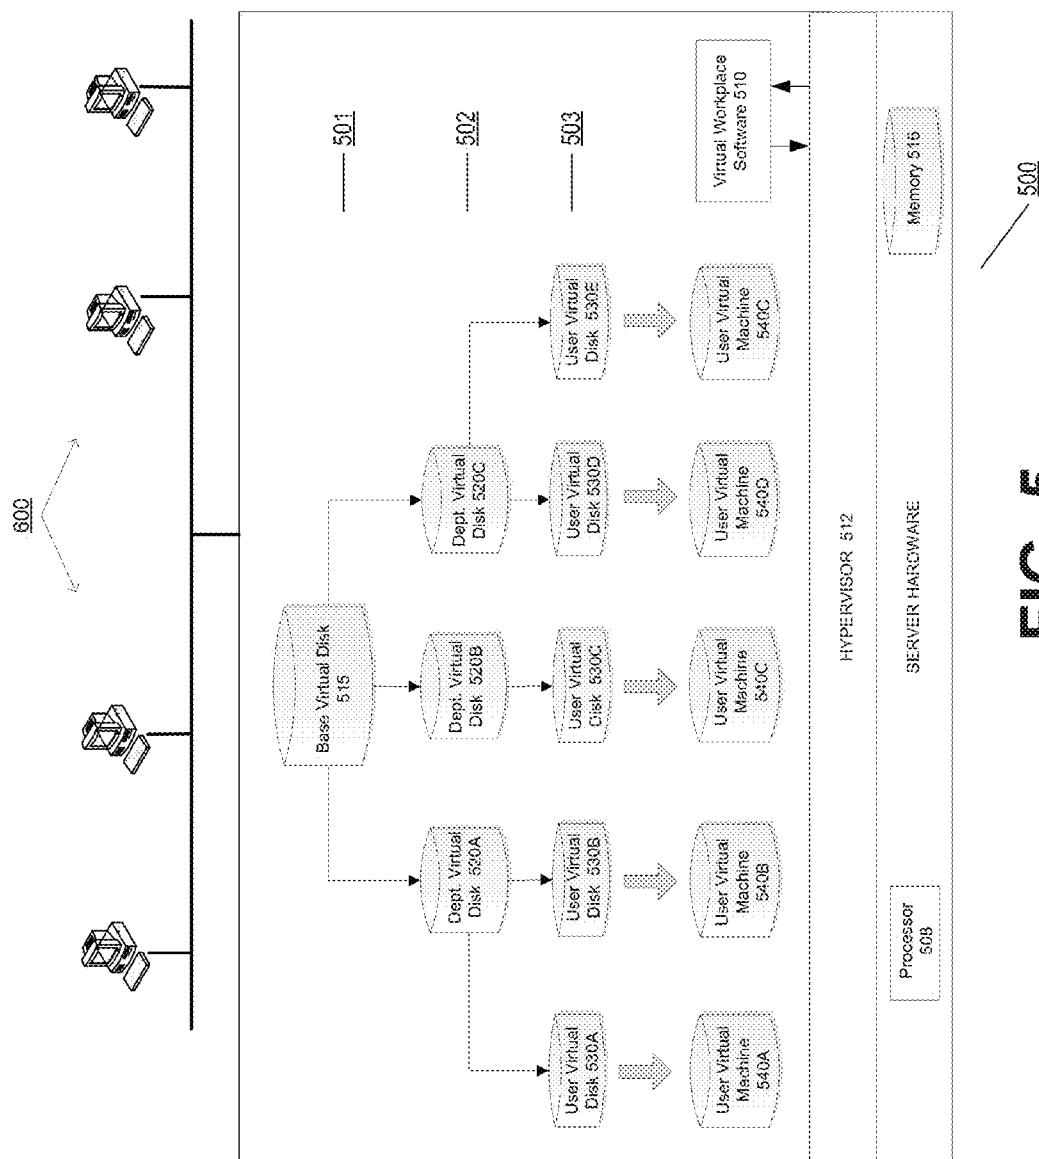 600
Base Virtual Disk
515
501
Dept. Virtual
Disk 520A
Dept. Virtual
Disk 520B
Dept. Virtual
Disk 520C
502
User Virtual
Disk 530A
User Virtual
Disk 530B
User Virtual
Disk 530C
User Virtual
Disk 530D
User Virtual
Disk 530E
503
User Virtual
Machine
540A
User Virtual
Machine
540B
User Virtual
Machine
540C
User Virtual
Machine
540D
User Virtual
Machine
540C
Virtual Workplace
Software 510
HYPERVISOR 512
Processor
508
SERVER HARDWARE
Memory 516
500
FIG. 5